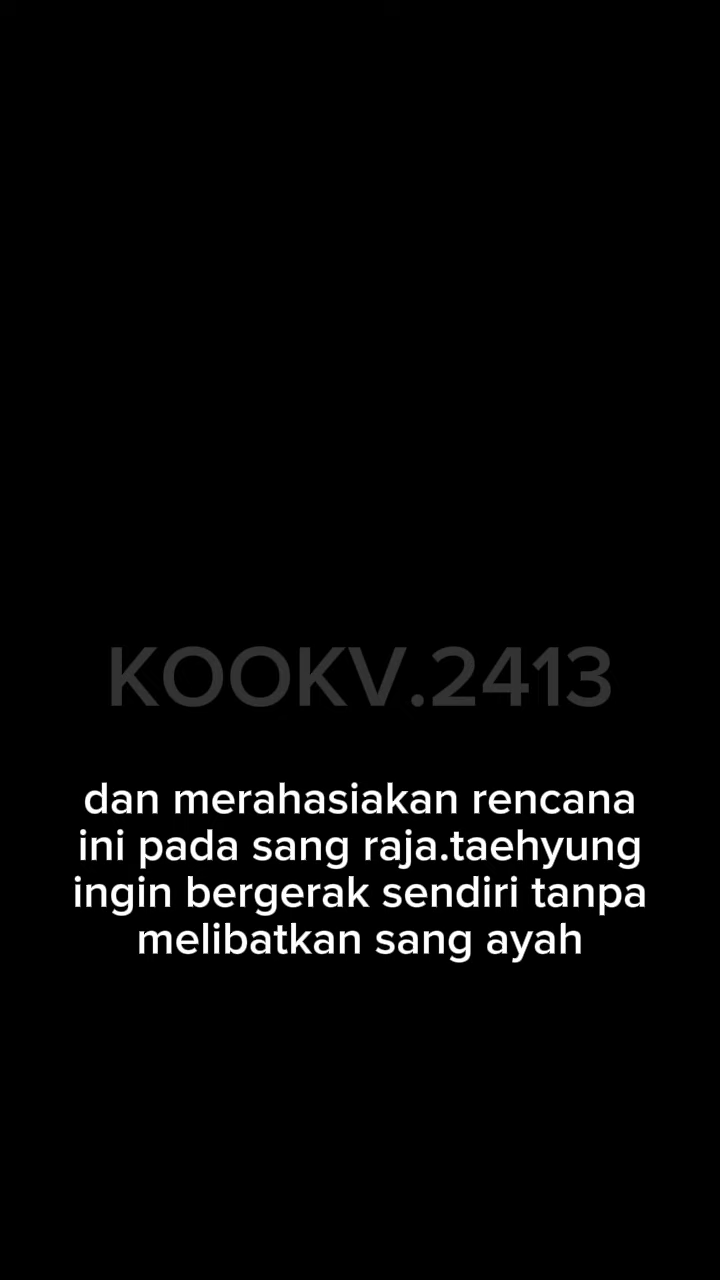 KOOKV.2413
dan merahasiakan rencana
ini pada sang raja.taehyung
ingin bergerak sendiri tanpa
melibatkan sang ayah